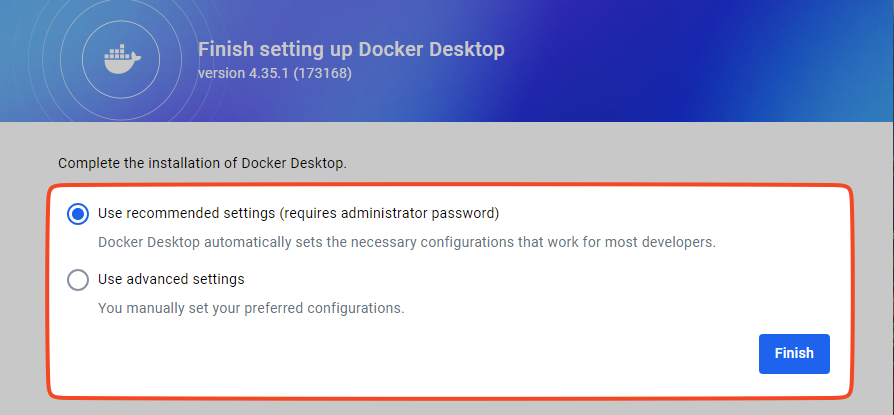 Finish setting up Docker Desktop
version 4.35.1 (173168)
Complete the installation of Docker Desktop.
Use recommended settings (requires administrator password)
Docker Desktop automatically sets the necessary configurations that work for most developers.
Use advanced settings
You manually set your preferred configurations.
Finish